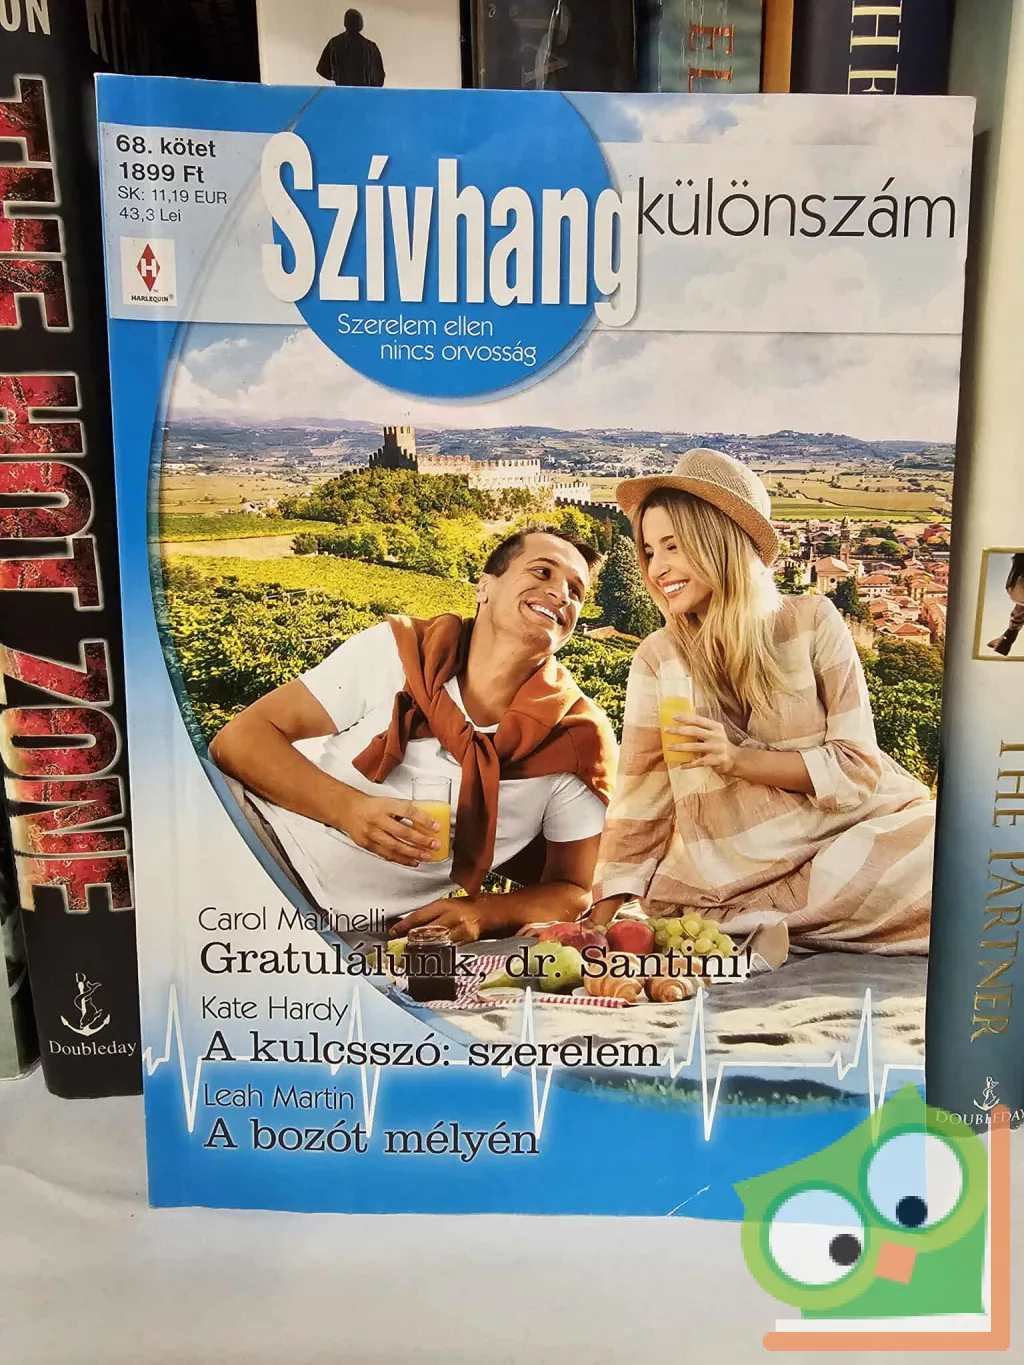 68. kötet
1899 Ft
SK: 11,19 EUR
43,3 Lei
HARLEQUIN®
Szívhang
különszám
Szerelem ellen
nincs orvosság
Carol Marinelli
Gratulálunk, dr. Santini!
Kate Hardy
A kulcsszó: szerelem
Leah Martin
A bozót mélyén
THE HOT ZONE
Doubleday
THE PARTNER
DOUBLEDAY
THE